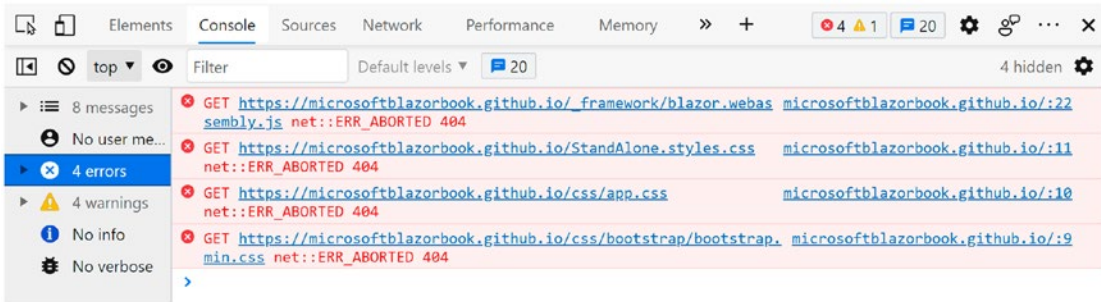 Elements Console Sources Network Performance Memory » + 4 1 20
top Filter Default levels 20 4 hidden
8 messages
No user me...
4 errors
4 warnings
No info
No verbose
GET https://microsoftblazorbook.github.io/_framework/blazor.webas microsoftblazorbook.github.io/:22
sembly.js net::ERR_ABORTED 404
GET https://microsoftblazorbook.github.io/StandAlone.styles.css microsoftblazorbook.github.io/:11
net::ERR_ABORTED 404
GET https://microsoftblazorbook.github.io/css/app.css microsoftblazorbook.github.io/:10
net::ERR_ABORTED 404
GET https://microsoftblazorbook.github.io/css/bootstrap/bootstrap. microsoftblazorbook.github.io/:9
min.css net::ERR_ABORTED 404